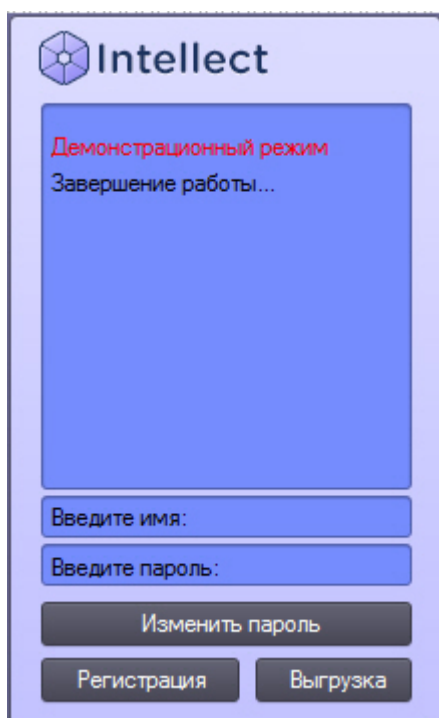 Intellect
Демонстрационный режим
Завершение работы...
Введите имя:
Введите пароль:
Изменить пароль
Регистрация
Выгрузка